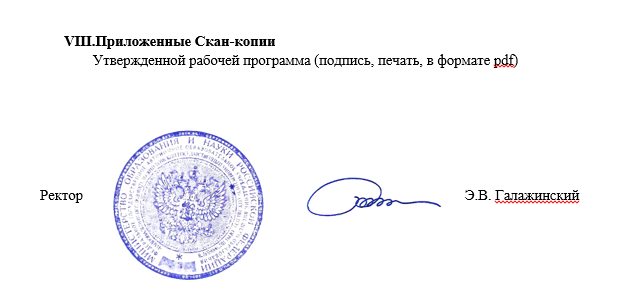 VIII.Приложенные Скан-копии
Утвержденной рабочей программа (подпись, печать, в формате pdf)
Ректор
Э.В. Галажинский